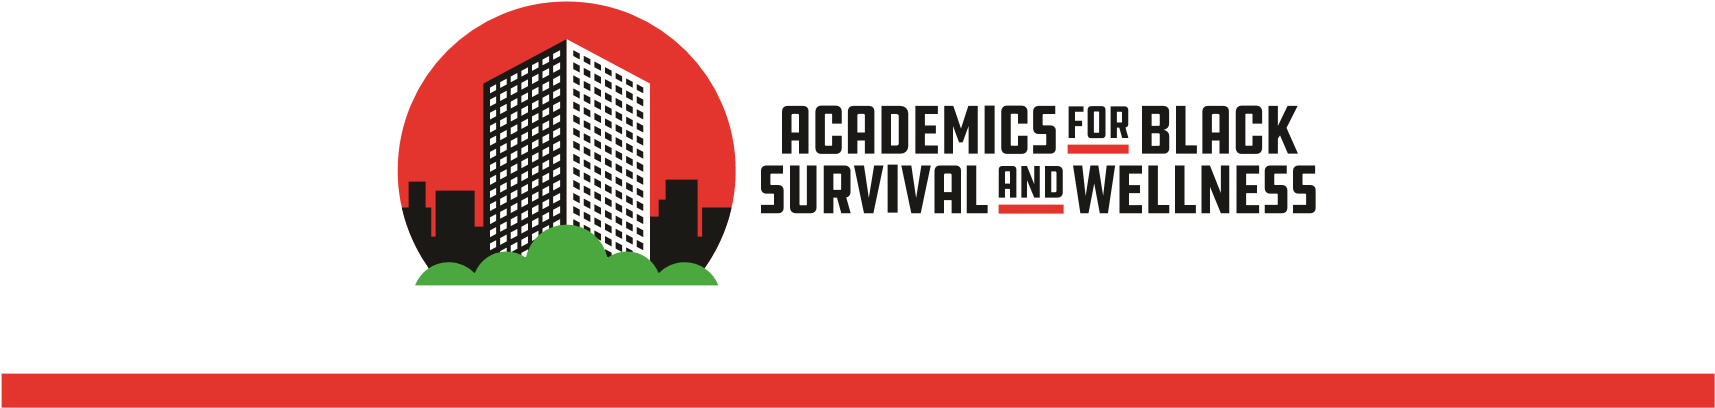 ACADEMICS FOR BLACK
SURVIVAL AND WELLNESS